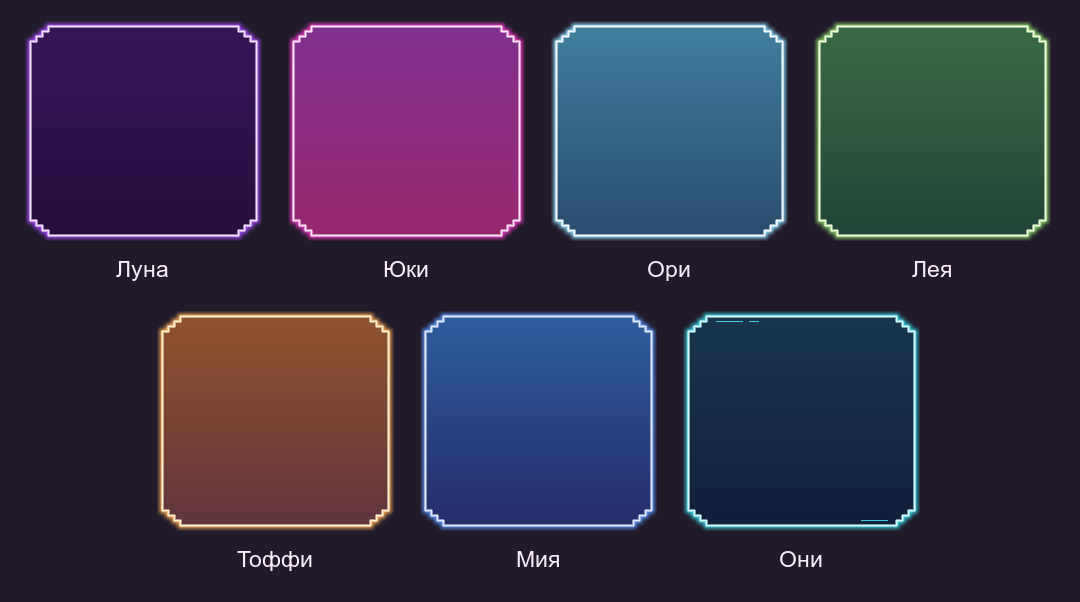 Луна
Юки
Ори
Лея
Тоффи
Мия
Они